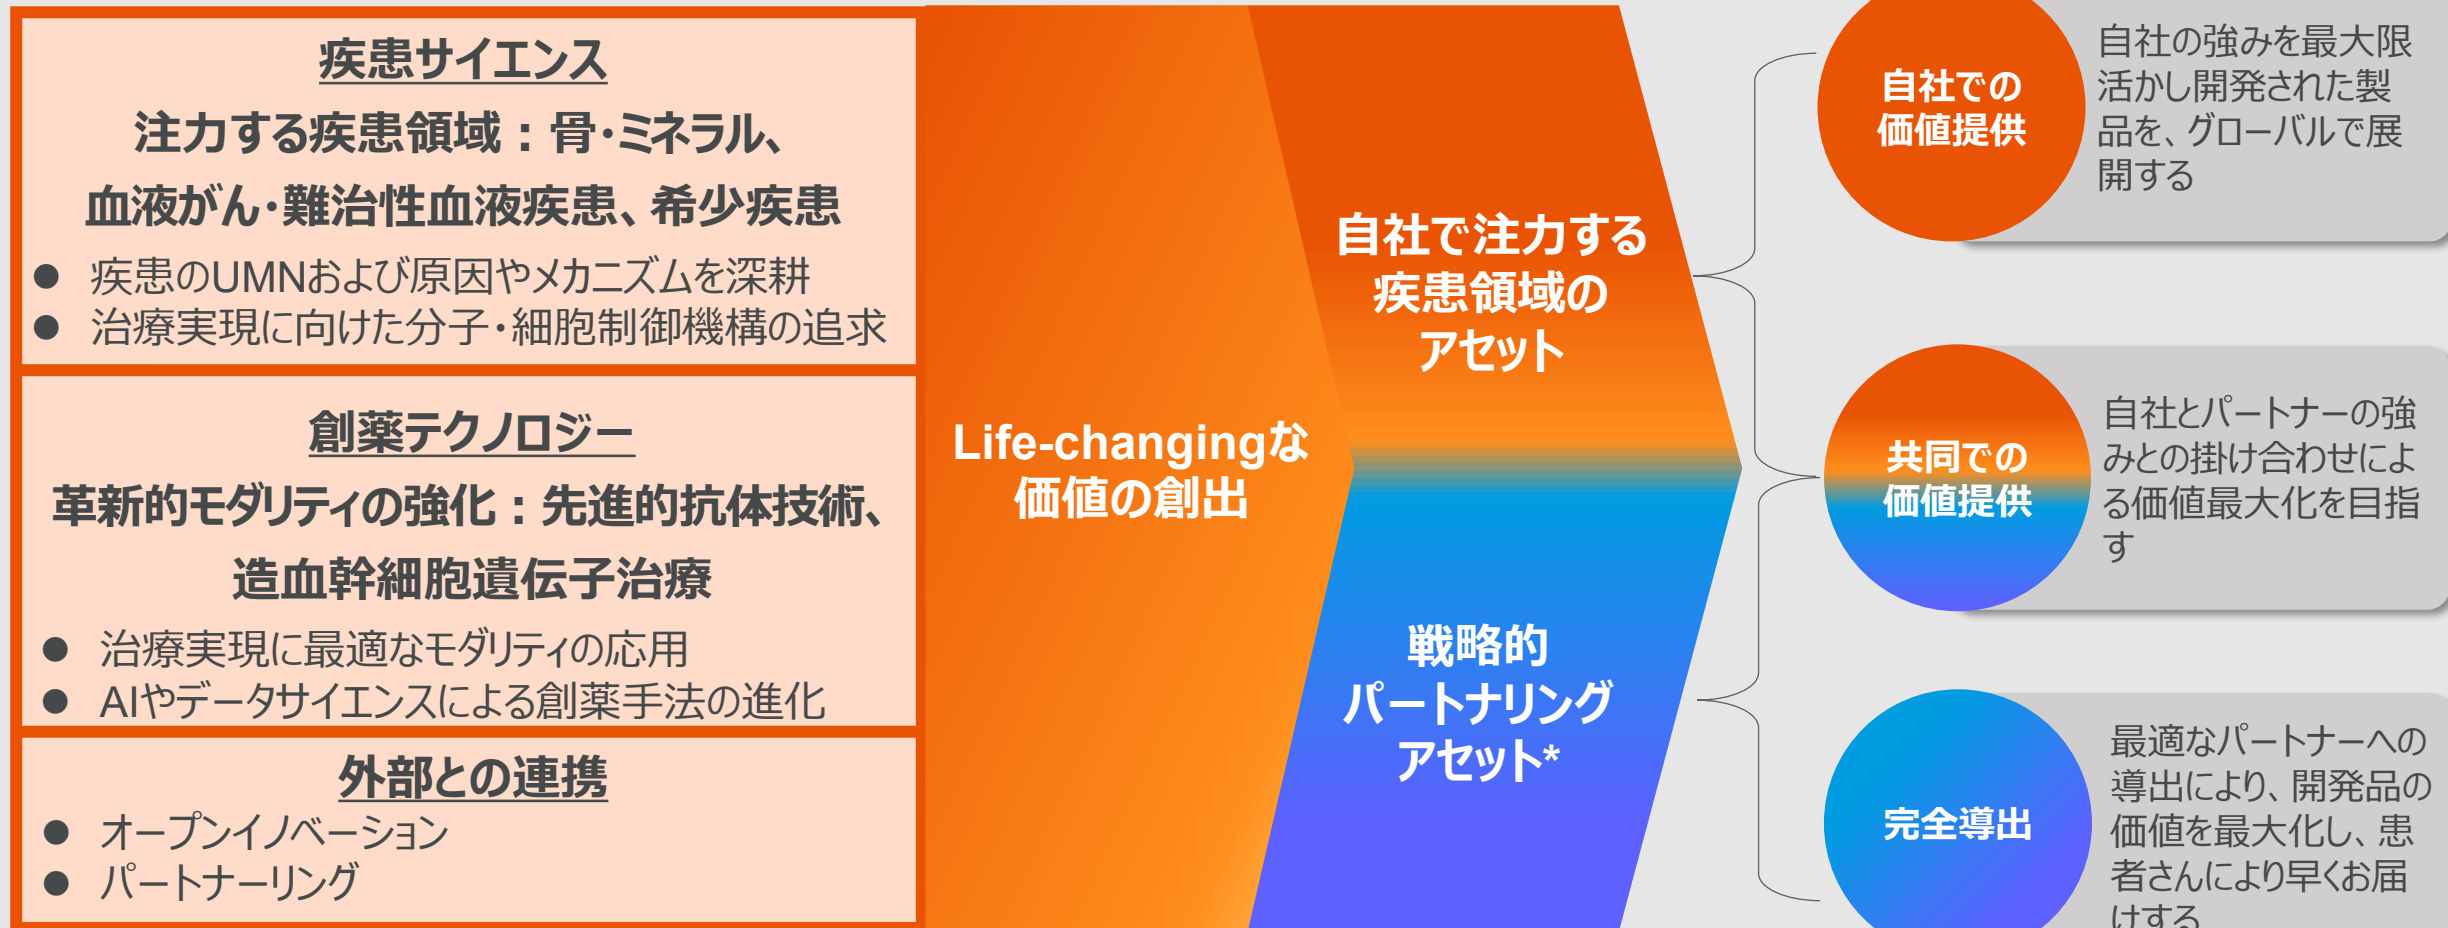 疾患サイエンス
注力する疾患領域：骨・ミネラル、
血液がん・難治性血液疾患、希少疾患
● 疾患のUMNおよび原因やメカニズムを深耕
● 治療実現に向けた分子・細胞制御機構の追求
創薬テクノロジー
革新的モダリティの強化：先進的抗体技術、
造血幹細胞遺伝子治療
● 治療実現に最適なモダリティの応用
● AIやデータサイエンスによる創薬手法の進化
外部との連携
● オープンイノベーション
● パートナーリング
Life-changingな
価値の創出
自社で注力する
疾患領域の
アセット
戦略的
パートナリング
アセット*
自社での
価値提供
自社の強みを最大限
活かし開発された製
品を、グローバルで展
開する
共同での
価値提供
自社とパートナーの強
みとの掛け合わせによ
る価値最大化を目指
す
完全導出
最適なパートナーへの
導出により、開発品の
価値を最大化し、患
者さんにより早くお届
けする